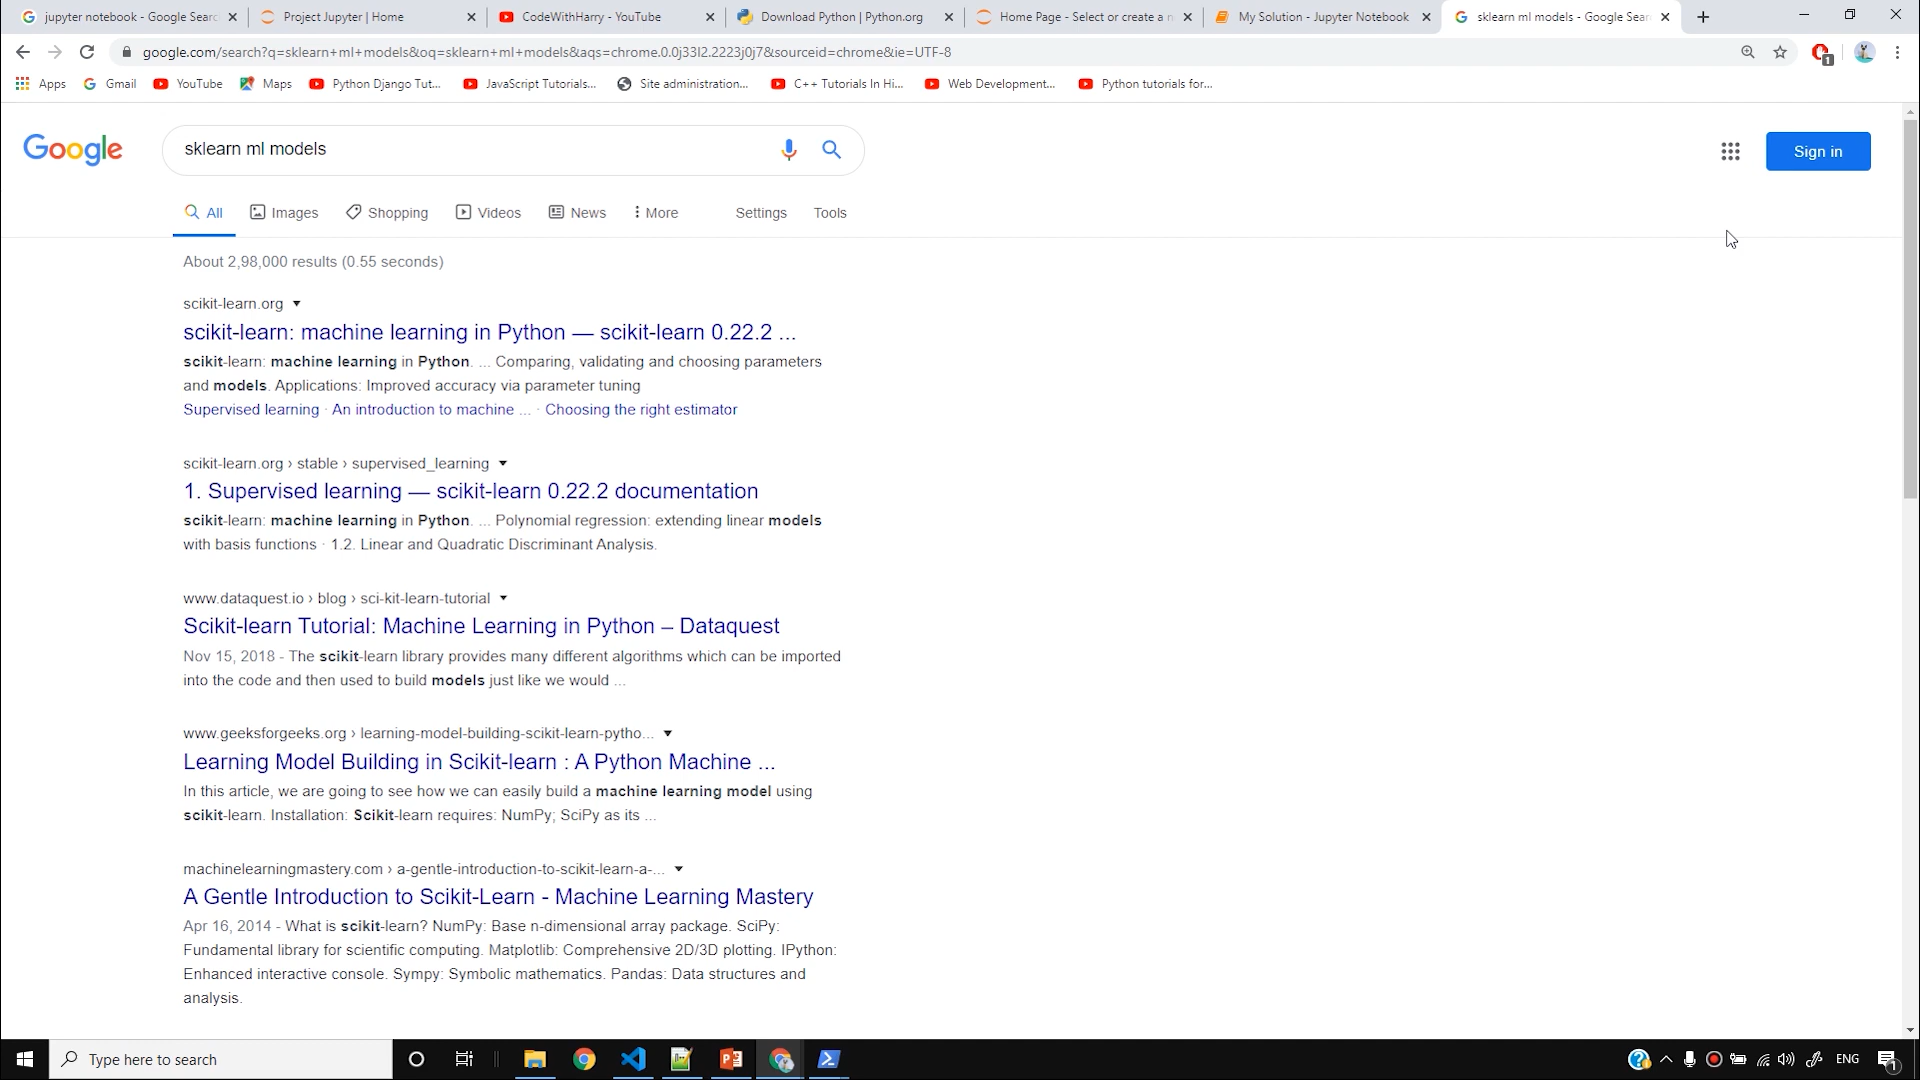 jupyter notebook - Google Searc
Project Jupyter | Home
CodeWithHarry - YouTube
Download Python | Python.org
Home Page - Select or create a n
My Solution - Jupyter Notebook
sklearn ml models - Google Sear
google.com/search?q=sklearn+ml+models&oq=sklearn+ml+models&aqs=chrome.0.0j33l2.2223j0j7&sourceid=chrome&ie=UTF-8
1
Apps
Gmail
YouTube
Maps
Python Django Tut...
JavaScript Tutorials...
Site administration...
C++ Tutorials In Hi...
Web Development...
Python tutorials for...
Google
sklearn ml models
Sign in
All
Images
Shopping
Videos
News
More
Settings
Tools
About 2,98,000 results (0.55 seconds)
scikit-learn.org
scikit-learn: machine learning in Python — scikit-learn 0.22.2 ...
scikit-learn: machine learning in Python. ... Comparing, validating and choosing parameters
and models. Applications: Improved accuracy via parameter tuning
Supervised learning · An introduction to machine ... · Choosing the right estimator
scikit-learn.org › stable › supervised_learning
1. Supervised learning — scikit-learn 0.22.2 documentation
scikit-learn: machine learning in Python. ... Polynomial regression: extending linear models
with basis functions · 1.2. Linear and Quadratic Discriminant Analysis.
www.dataquest.io › blog › sci-kit-learn-tutorial
Scikit-learn Tutorial: Machine Learning in Python – Dataquest
Nov 15, 2018 - The scikit-learn library provides many different algorithms which can be imported
into the code and then used to build models just like we would ...
www.geeksforgeeks.org › learning-model-building-scikit-learn-pytho...
Learning Model Building in Scikit-learn : A Python Machine ...
In this article, we are going to see how we can easily build a machine learning model using
scikit-learn. Installation: Scikit-learn requires: NumPy; SciPy as its ...
machinelearningmastery.com › a-gentle-introduction-to-scikit-learn-a-...
A Gentle Introduction to Scikit-Learn - Machine Learning Mastery
Apr 16, 2014 - What is scikit-learn? NumPy: Base n-dimensional array package. SciPy:
Fundamental library for scientific computing. Matplotlib: Comprehensive 2D/3D plotting. IPython:
Enhanced interactive console. Sympy: Symbolic mathematics. Pandas: Data structures and
analysis.
Type here to search
ENG
1